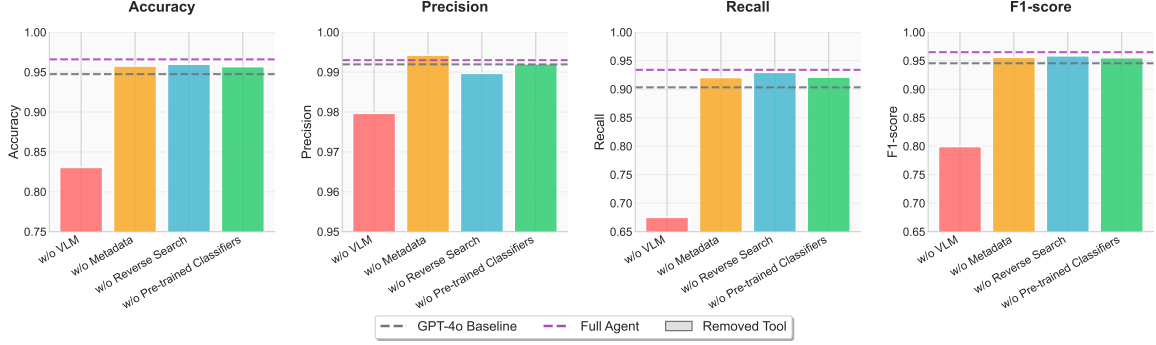 Accuracy
1.00
0.95
0.90
0.85
0.80
0.75
Accuracy
w/o VLM
w/o Metadata
w/o Reverse Search
w/o Pre-trained Classifiers
Precision
1.00
0.99
0.98
0.97
0.96
0.95
Precision
w/o VLM
w/o Metadata
w/o Reverse Search
w/o Pre-trained Classifiers
Recall
1.00
0.95
0.90
0.85
0.80
0.75
0.70
0.65
Recall
w/o VLM
w/o Metadata
w/o Reverse Search
w/o Pre-trained Classifiers
F1-score
1.00
0.95
0.90
0.85
0.80
0.75
0.70
0.65
F1-score
w/o VLM
w/o Metadata
w/o Reverse Search
w/o Pre-trained Classifiers
GPT-4o Baseline
Full Agent
Removed Tool